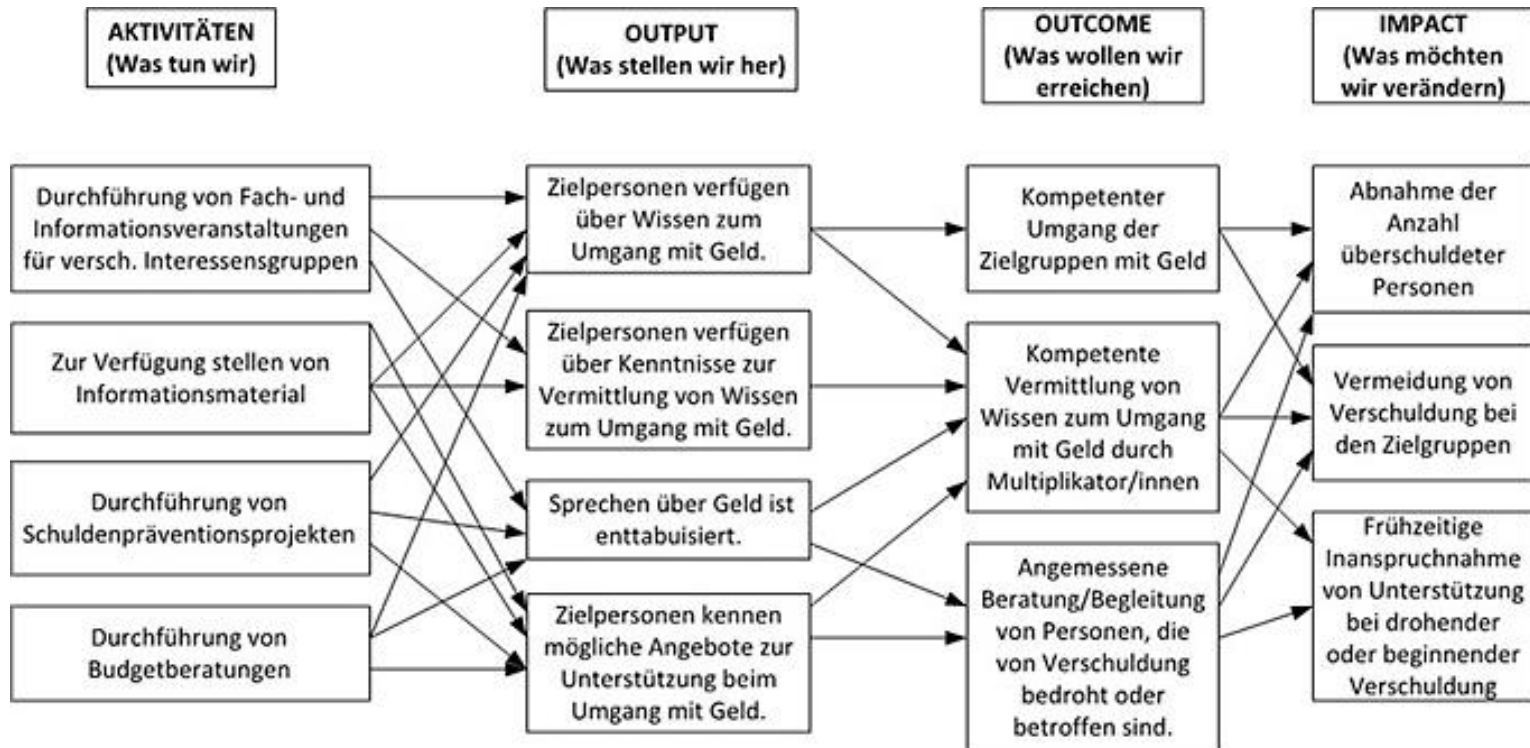 AKTIVITÄTEN
(Was tun wir)
OUTPUT
(Was stellen wir her)
OUTCOME
(Was wollen wir
erreichen)
IMPACT
(Was möchten
wir verändern)
Durchführung von Fach- und
Informationsveranstaltungen
für versch. Interessensgruppen
Zur Verfügung stellen von
Informationsmaterial
Durchführung von
Schuldenpräventionsprojekten
Durchführung von
Budgetberatungen
Zielpersonen verfügen
über Wissen zum
Umgang mit Geld.
Zielpersonen verfügen
über Kenntnisse zur
Vermittlung von Wissen
zum Umgang mit Geld.
Sprechen über Geld ist
enttabuisiert.
Zielpersonen kennen
mögliche Angebote zur
Unterstützung beim
Umgang mit Geld.
Kompetenter
Umgang der
Zielgruppen mit Geld
Kompetente
Vermittlung von
Wissen zum Umgang
mit Geld durch
Multiplikator/innen
Angemessene
Beratung/Begleitung
von Personen, die
von Verschuldung
bedroht oder
betroffen sind.
Abnahme der
Anzahl
überschuldeter
Personen
Vermeidung von
Verschuldung bei
den Zielgruppen
Frühzeitige
Inanspruchnahme
von Unterstützung
bei drohender
oder beginnender
Verschuldung